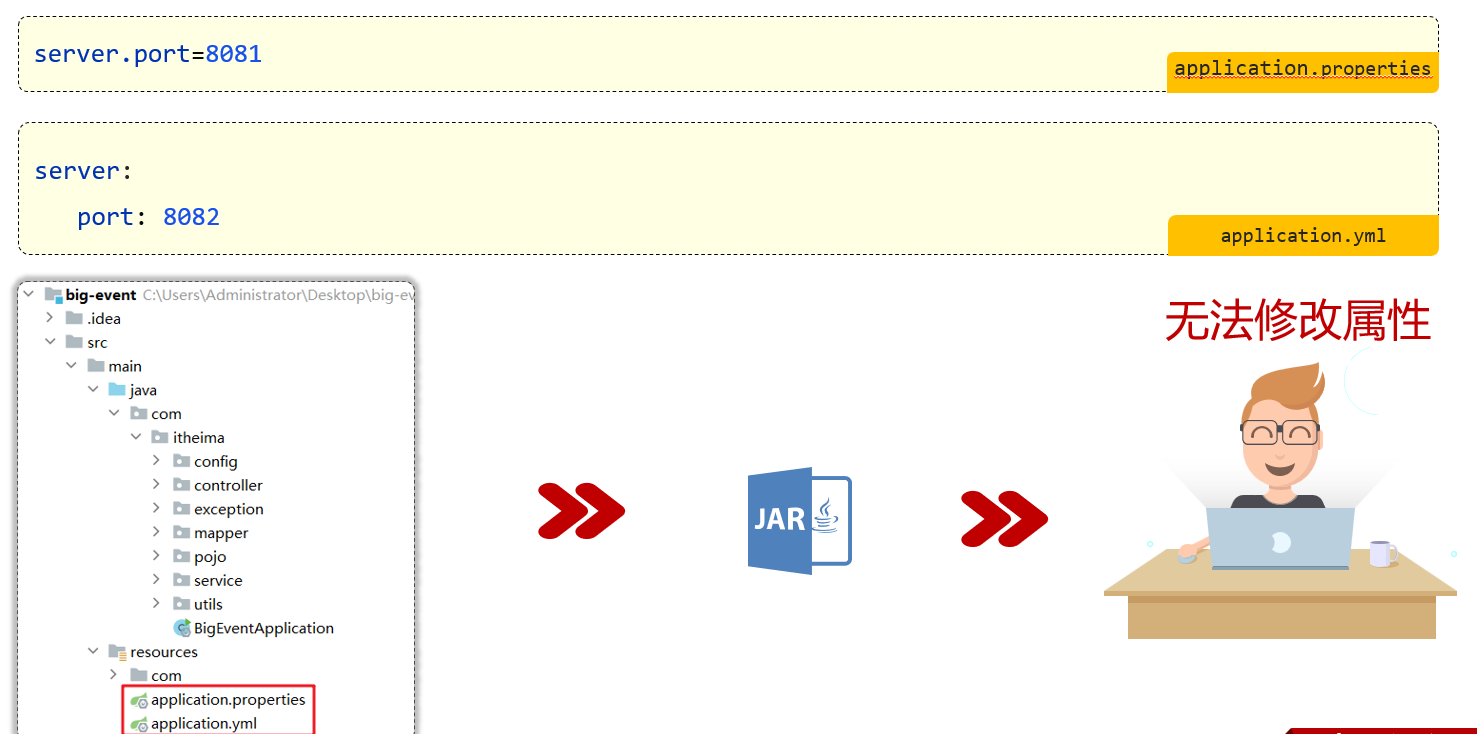 server.port=8081
application.properties
server:
port: 8082
application.yml
big-event C:\Users\Administrator\Desktop\big-ev
.idea
src
main
java
com
itheima
config
controller
exception
mapper
pojo
service
utils
BigEventApplication
resources
com
application.properties
application.yml
JAR
无法修改属性